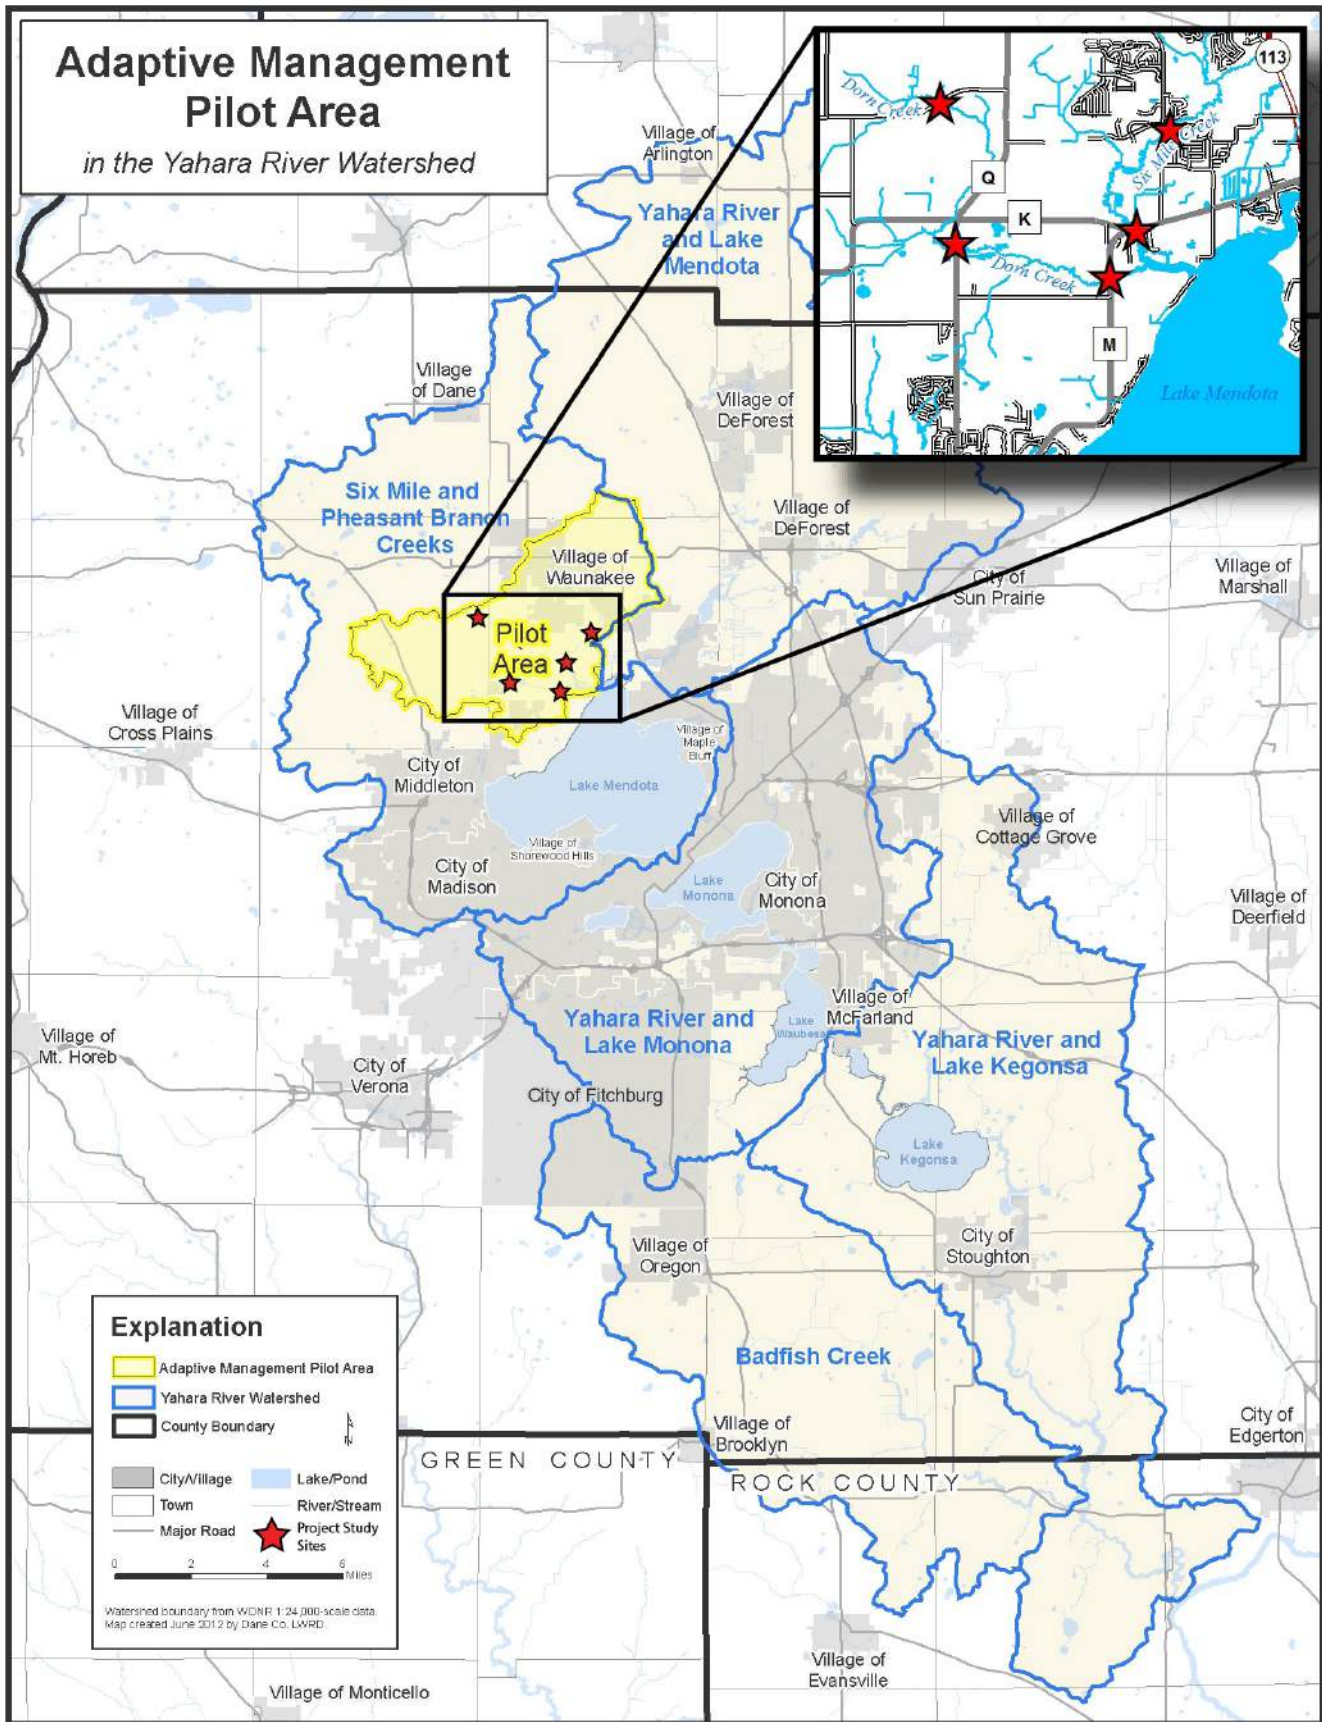 Adaptive Management
Pilot Area
in the Yahara River Watershed
113
Dorn Creek
Six Mile Creek
Q
K
Dorn Creek
M
Lake Mendota
Village of
Arlington
Yahara River
and Lake
Mendota
Village
of Dane
Village of
DeForest
Six Mile and
Pheasant Branch
Creeks
Village of
DeForest
Village of
Waunakee
City of
Sun Prairie
Village of
Marshall
Pilot
Area
Village of
Cross Plains
Village of
Maple
Bluff
City of
Middleton
Lake Mendota
Village of
Cottage Grove
Village of
Shorewood Hills
City of
Madison
Lake
Monona
City of
Monona
Village of
Deerfield
Village of
McFarland
Yahara River and
Lake Monona
Lake
Waubesa
Yahara River and
Lake Kegonsa
Village of
Mt. Horeb
City of
Verona
City of Fitchburg
Lake
Kegonsa
Village of
Oregon
City of
Stoughton
Badfish Creek
Village of
Brooklyn
City of
Edgerton
GREEN COUNTY
ROCK COUNTY
Village of
Evansville
Village of Monticello
Explanation
Adaptive Management Pilot Area
Yahara River Watershed
County Boundary
City/Village
Lake/Pond
Town
River/Stream
Major Road
Project Study
Sites
0 2 4 6
Miles
Watershed boundary from WDNR 1:24,000-scale data.
Map created June 2012 by Dane Co. LWRD.